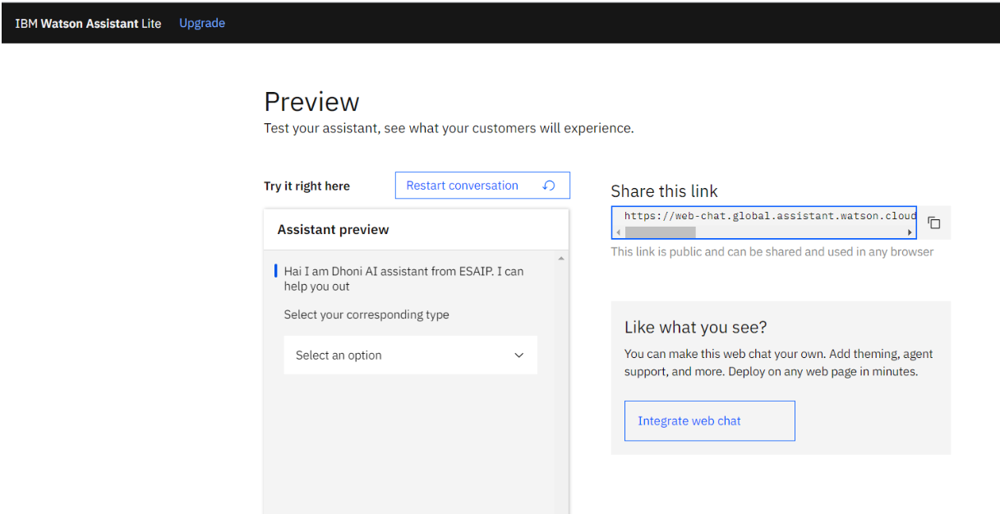 IBM Watson Assistant Lite Upgrade
Preview
Test your assistant, see what your customers will experience.
Try it right here
Restart conversation
Assistant preview
Hai I am Dhoni AI assistant from ESAIP. I can
help you out
Select your corresponding type
Select an option
Share this link
https://web-chat.global.assistant.watson.cloud
This link is public and can be shared and used in any browser
Like what you see?
You can make this web chat your own. Add theming, agent
support, and more. Deploy on any web page in minutes.
Integrate web chat